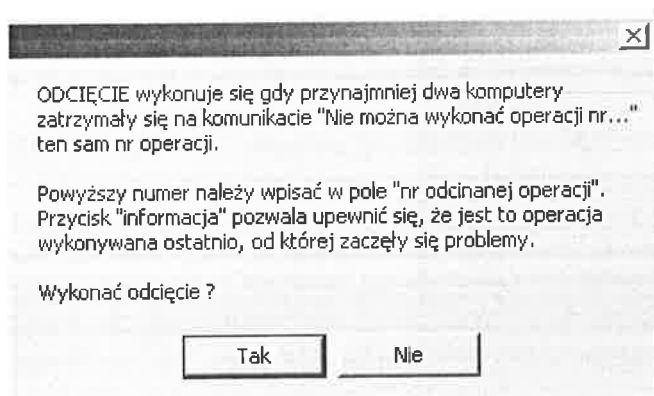 ODCIĘCIE wykonuje się gdy przynajmniej dwa komputery
zatrzymały się na komunikacie "Nie można wykonać operacji nr..."
ten sam nr operacji.
Powyższy numer należy wpisać w pole "nr odcinanej operacji".
Przycisk "informacja" pozwala upewnić się, że jest to operacja
wykonywana ostatnio, od której zaczęły się problemy.
Wykonać odcięcie ?
Tak Nie